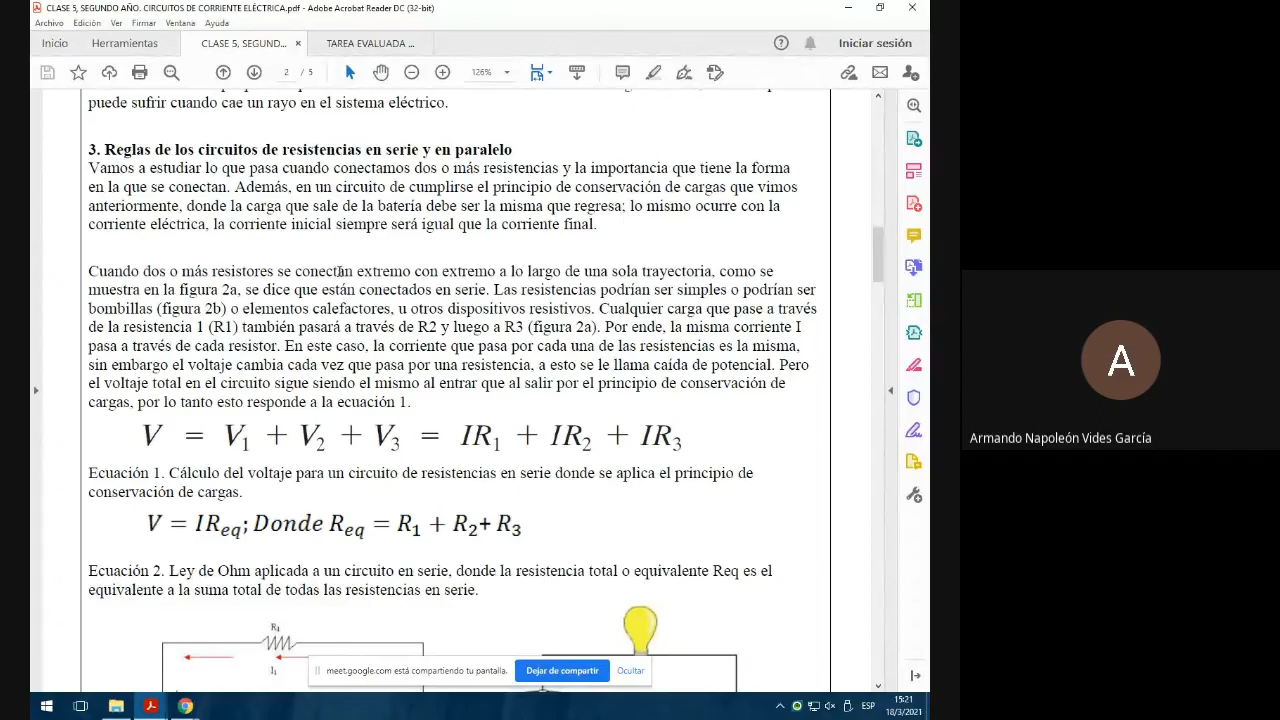 CLASE 5, SEGUNDO AÑO. CIRCUITOS DE CORRIENTE ELÉCTRICA.pdf - Adobe Acrobat Reader DC (32-bit)
Archivo Edición Ver Firmar Ventana Ayuda
Inicio Herramientas CLASE 5, SEGUND... × TAREA EVALUADA ... Iniciar sesión
2 / 5 126%
puede sufrir cuando cae un rayo en el sistema eléctrico.
3. Reglas de los circuitos de resistencias en serie y en paralelo
Vamos a estudiar lo que pasa cuando conectamos dos o más resistencias y la importancia que tiene la forma
en la que se conectan. Además, en un circuito de cumplirse el principio de conservación de cargas que vimos
anteriormente, donde la carga que sale de la batería debe ser la misma que regresa; lo mismo ocurre con la
corriente eléctrica, la corriente inicial siempre será igual que la corriente final.
Cuando dos o más resistores se conectan extremo con extremo a lo largo de una sola trayectoria, como se
muestra en la figura 2a, se dice que están conectados en serie. Las resistencias podrían ser simples o podrían ser
bombillas (figura 2b) o elementos calefactores, u otros dispositivos resistivos. Cualquier carga que pase a través
de la resistencia 1 (R1) también pasará a través de R2 y luego a R3 (figura 2a). Por ende, la misma corriente I
pasa a través de cada resistor. En este caso, la corriente que pasa por cada una de las resistencias es la misma,
sin embargo el voltaje cambia cada vez que pasa por una resistencia, a esto se le llama caída de potencial. Pero
el voltaje total en el circuito sigue siendo el mismo al entrar que al salir por el principio de conservación de
cargas, por lo tanto esto responde a la ecuación 1.
V = V1 + V2 + V3 = IR1 + IR2 + IR3
Ecuación 1. Cálculo del voltaje para un circuito de resistencias en serie donde se aplica el principio de
conservación de cargas.
V = IReq; Donde Req = R1 + R2+ R3
Ecuación 2. Ley de Ohm aplicada a un circuito en serie, donde la resistencia total o equivalente Req es el
equivalente a la suma total de todas las resistencias en serie.
I1
meet.google.com está compartiendo tu pantalla. Dejar de compartir Ocultar
ESP
15:21
18/3/2021
A
Armando Napoleón Vides García